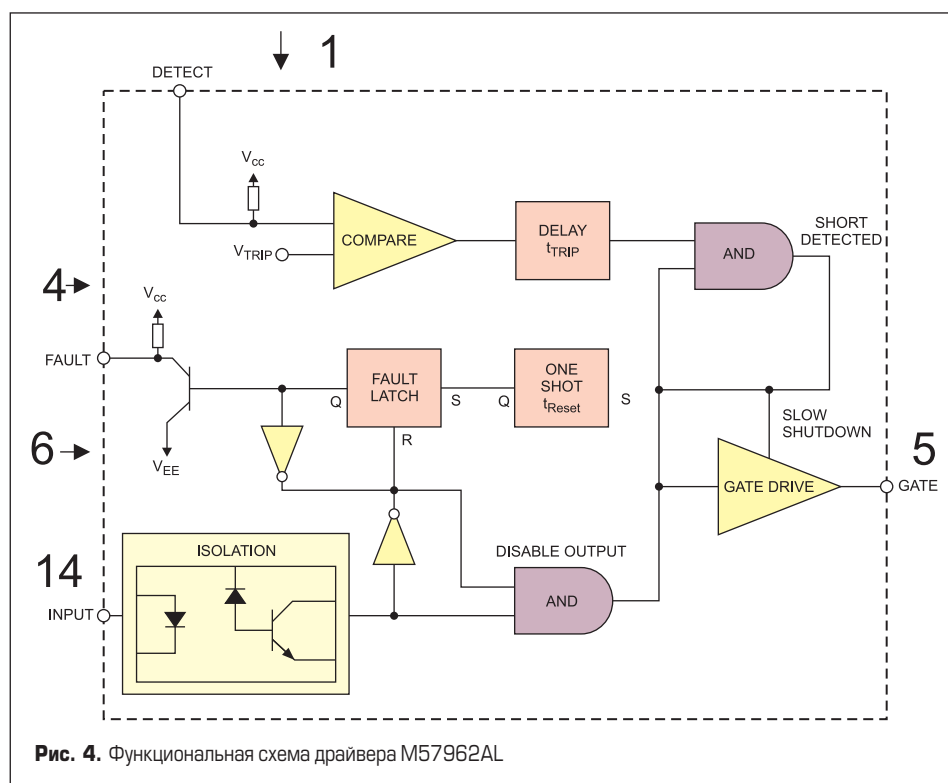 1
DETECT
Vcc
VTRIP
COMPARE
DELAY
tTRIP
AND
SHORT
DETECTED
4
Vcc
FAULT
Q
FAULT
LATCH
S
R
Q
ONE
SHOT
tReset
S
SLOW
SHUTDOWN
6
VEE
GATE DRIVE
5
GATE
14
INPUT
ISOLATION
DISABLE OUTPUT
AND
Рис. 4. Функциональная схема драйвера M57962AL